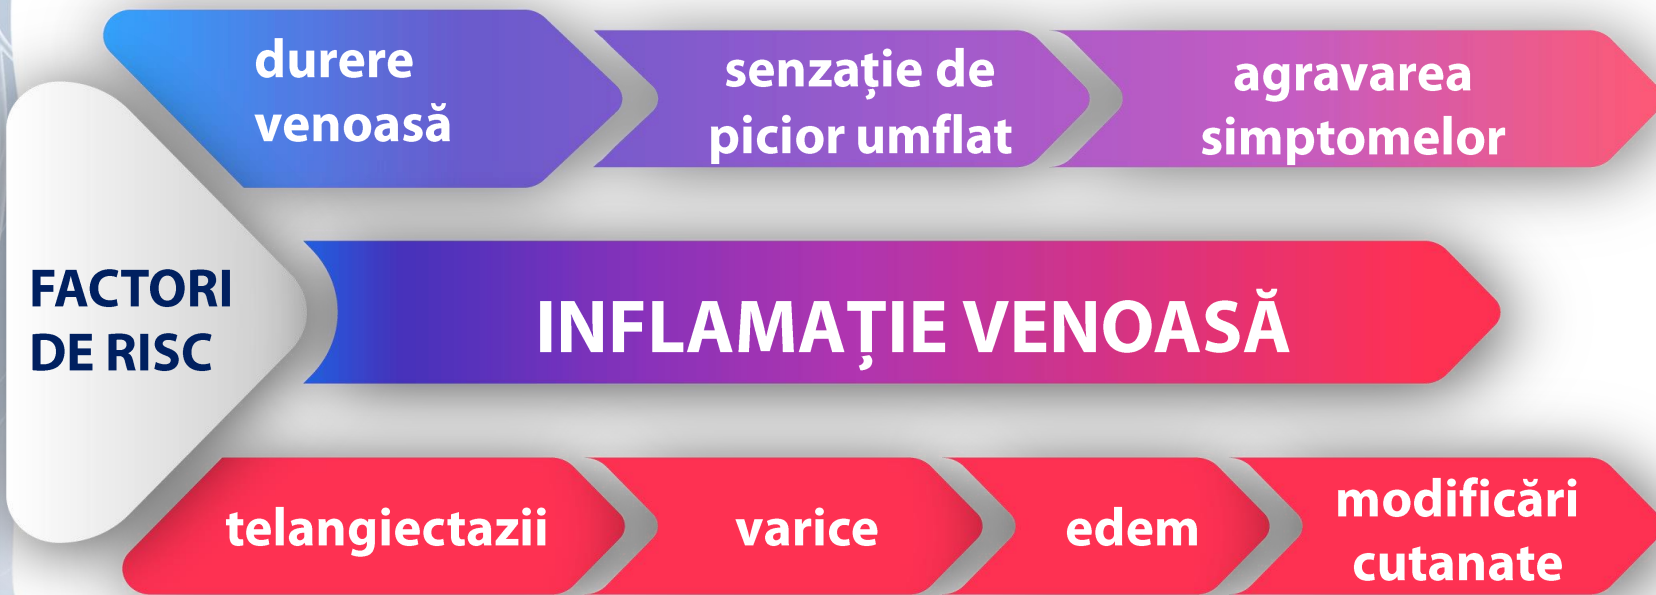 durere
venoasă
senzație de
picior umflat
agravarea
simptomelor
FACTORI
DE RISC
INFLAMAȚIE VENOASĂ
telangiectazii
varice
edem
modificări
cutanate